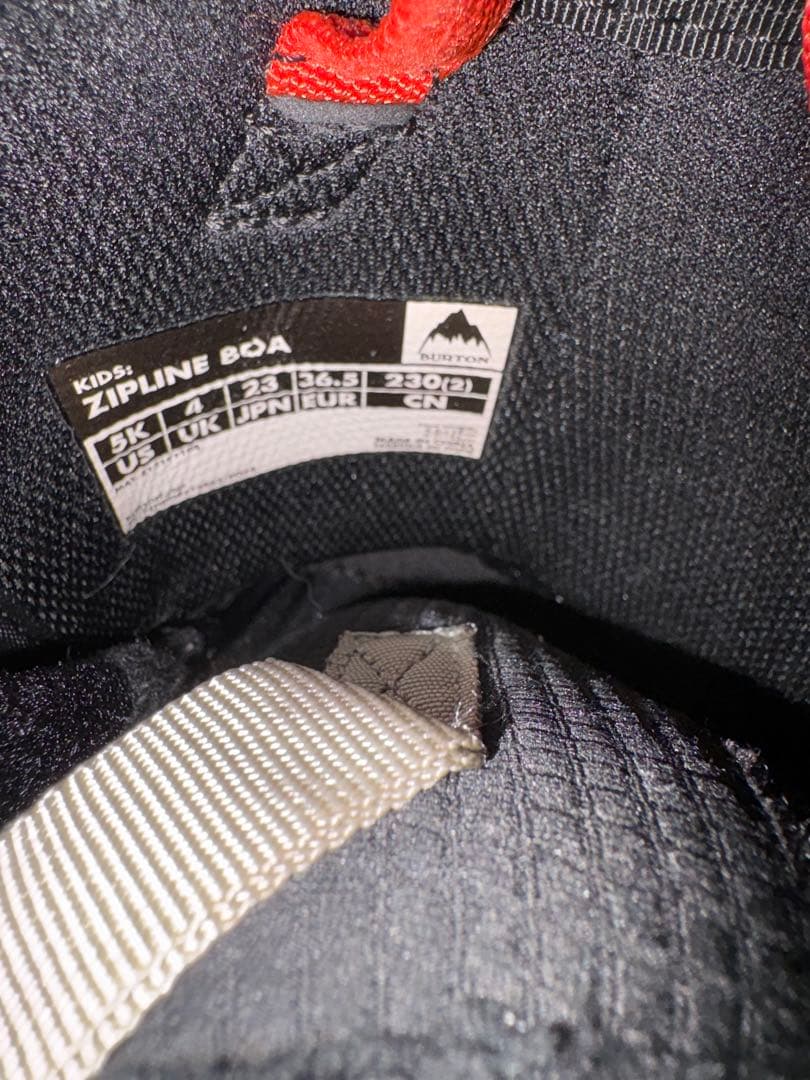 KIDS:
ZIPLINE BOA
BURTON
5K 4 23 36.5 230(2)
US UK JPN EUR CN